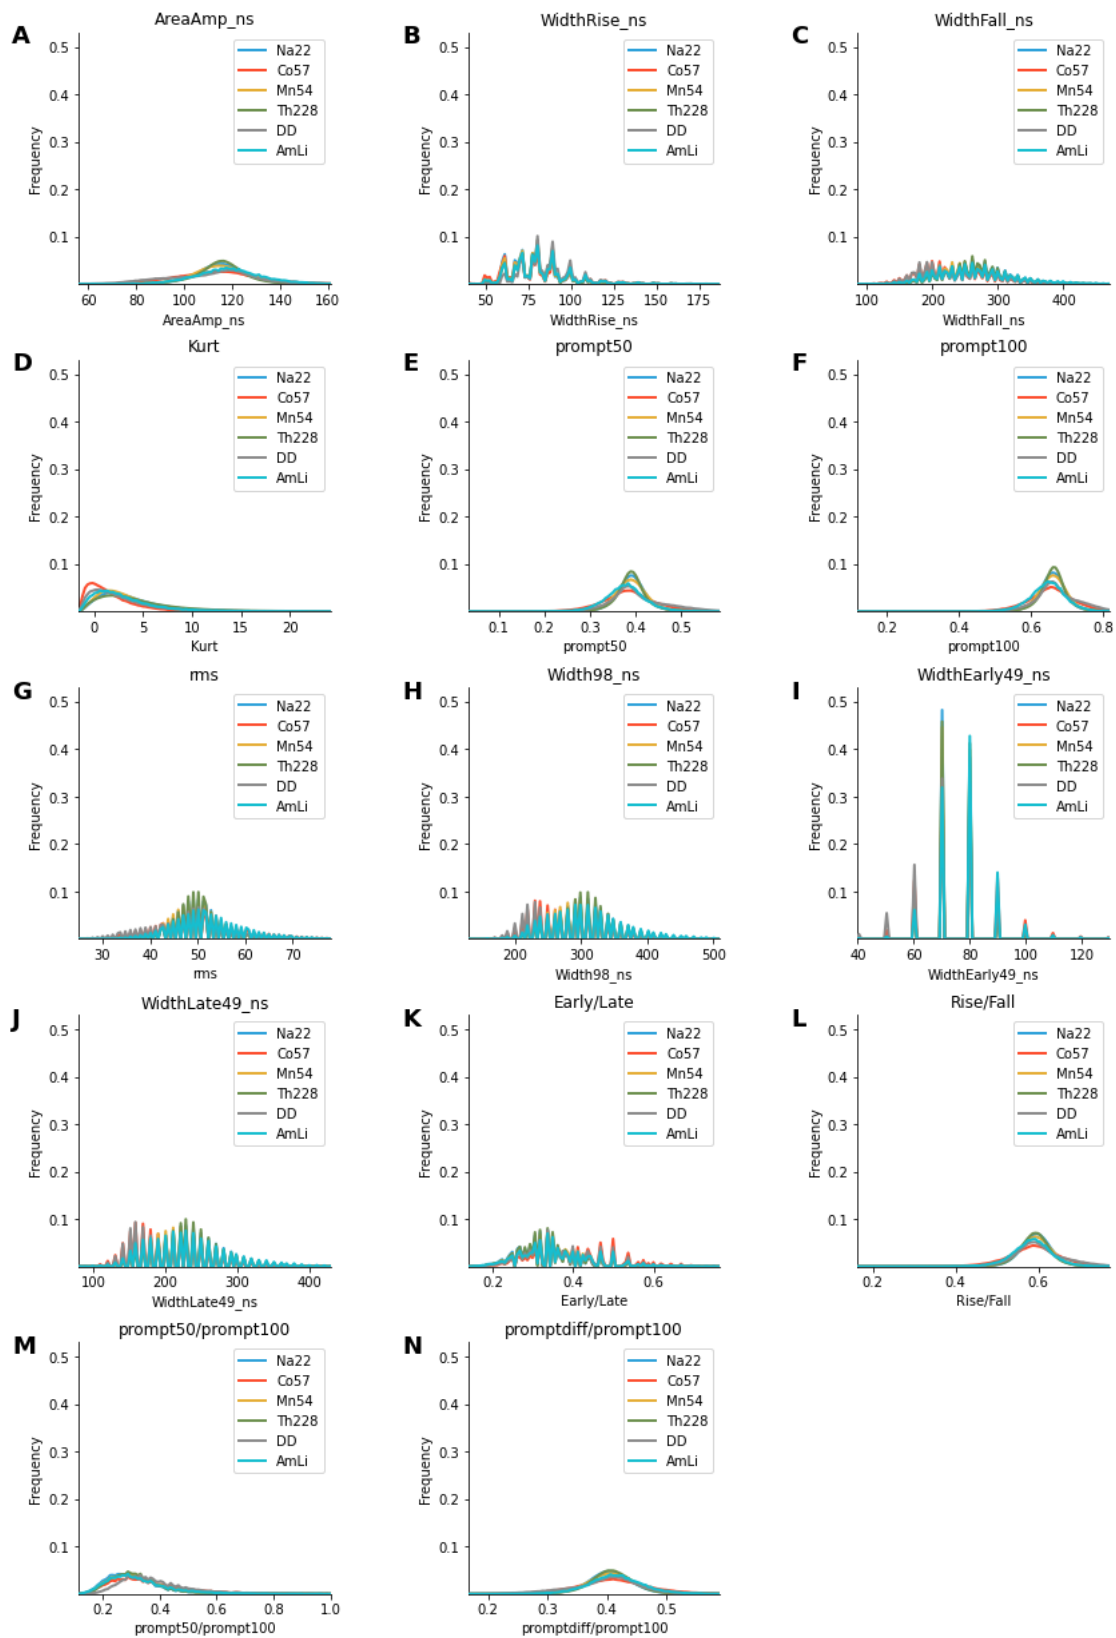 A
AreaAmp_ns
0.5
0.4
0.3
0.2
0.1
Frequency
Na22
Co57
Mn54
Th228
DD
AmLi
60 80 100 120 140 160
AreaAmp_ns
B
WidthRise_ns
0.5
0.4
0.3
0.2
0.1
Frequency
Na22
Co57
Mn54
Th228
DD
AmLi
50 75 100 125 150 175
WidthRise_ns
C
WidthFall_ns
0.5
0.4
0.3
0.2
0.1
Frequency
Na22
Co57
Mn54
Th228
DD
AmLi
100 200 300 400
WidthFall_ns
D
Kurt
0.5
0.4
0.3
0.2
0.1
Frequency
Na22
Co57
Mn54
Th228
DD
AmLi
0 5 10 15 20
Kurt
E
prompt50
0.5
0.4
0.3
0.2
0.1
Frequency
Na22
Co57
Mn54
Th228
DD
AmLi
0.1 0.2 0.3 0.4 0.5
prompt50
F
prompt100
0.5
0.4
0.3
0.2
0.1
Frequency
Na22
Co57
Mn54
Th228
DD
AmLi
0.2 0.4 0.6 0.8
prompt100
G
rms
0.5
0.4
0.3
0.2
0.1
Frequency
Na22
Co57
Mn54
Th228
DD
AmLi
30 40 50 60 70
rms
H
Width98_ns
0.5
0.4
0.3
0.2
0.1
Frequency
Na22
Co57
Mn54
Th228
DD
AmLi
200 300 400 500
Width98_ns
I
WidthEarly49_ns
0.5
0.4
0.3
0.2
0.1
Frequency
Na22
Co57
Mn54
Th228
DD
AmLi
40 60 80 100 120
WidthEarly49_ns
J
WidthLate49_ns
0.5
0.4
0.3
0.2
0.1
Frequency
Na22
Co57
Mn54
Th228
DD
AmLi
100 200 300 400
WidthLate49_ns
K
Early/Late
0.5
0.4
0.3
0.2
0.1
Frequency
Na22
Co57
Mn54
Th228
DD
AmLi
0.2 0.4 0.6
Early/Late
L
Rise/Fall
0.5
0.4
0.3
0.2
0.1
Frequency
Na22
Co57
Mn54
Th228
DD
AmLi
0.2 0.4 0.6
Rise/Fall
M
prompt50/prompt100
0.5
0.4
0.3
0.2
0.1
Frequency
Na22
Co57
Mn54
Th228
DD
AmLi
0.2 0.4 0.6 0.8 1.0
prompt50/prompt100
N
promptdiff/prompt100
0.5
0.4
0.3
0.2
0.1
Frequency
Na22
Co57
Mn54
Th228
DD
AmLi
0.2 0.3 0.4 0.5
promptdiff/prompt100